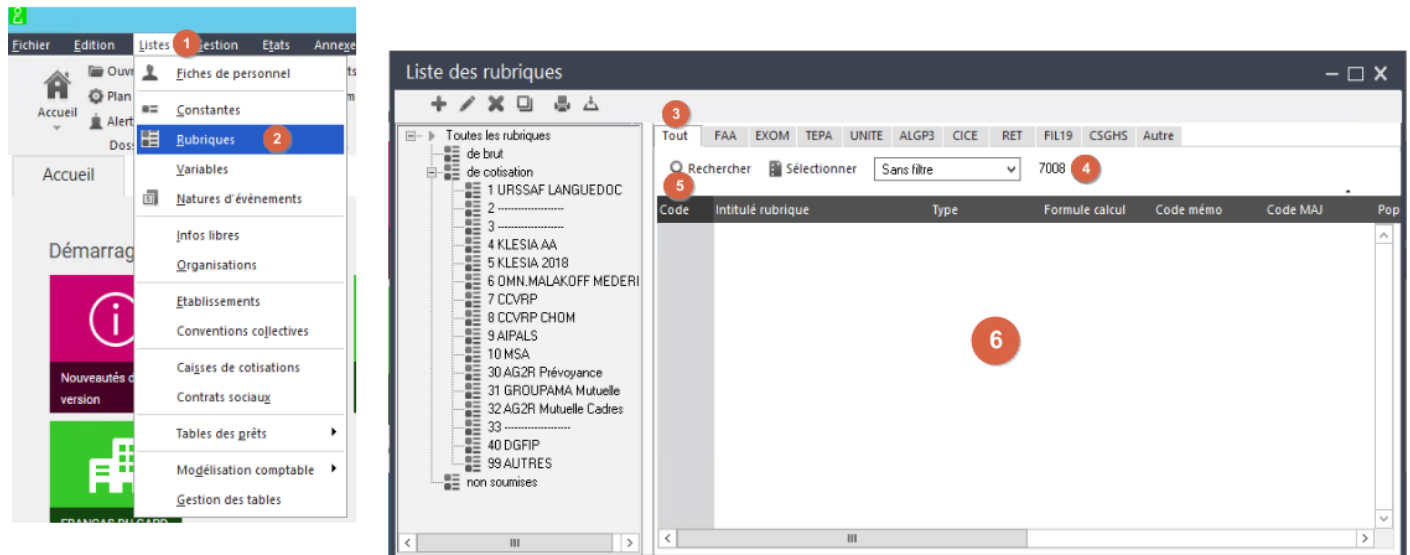 Fichier Edition Listes 1 Gestion Etats Annexe
Accueil
Ouvr
Plan
Alert
Doss
Accueil
Démarrag
Nouveautés d
version
Fiches de personnel
Constantes
Rubriques 2
Variables
Natures d'évènements
Infos libres
Organisations
Etablissements
Conventions collectives
Caisses de cotisations
Contrats sociaux
Tables des prêts
Modélisation comptable
Gestion des tables
Liste des rubriques
Toutes les rubriques
de brut
de cotisation
1 URSSAF LANGUEDOC
2 -------------------
3 -------------------
4 KLESIA AA
5 KLESIA 2018
6 OMN.MALAKOFF MEDERI
7 CCVRP
8 CCVRP CHOM
9 AIPALS
10 MSA
30 AG2R Prévoyance
31 GROUPAMA Mutuelle
32 AG2R Mutuelle Cadres
33 -------------------
40 DGFIP
99 AUTRES
non soumises
3
Tout FAA EXOM TEPA UNITE ALGP3 CICE RET FIL19 CSGHS Autre
Rechercher Sélectionner Sans filtre 7008 4
5
Code Intitulé rubrique Type Formule calcul Code mémo Code MAJ Pop
6